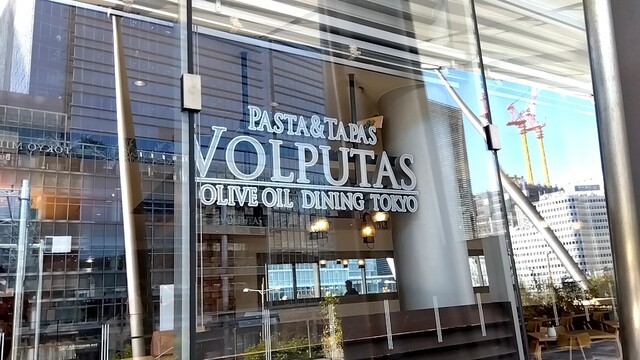 PASTA&TAPAS
VOLPUTAS
OLIVE OIL DINING TOKYO